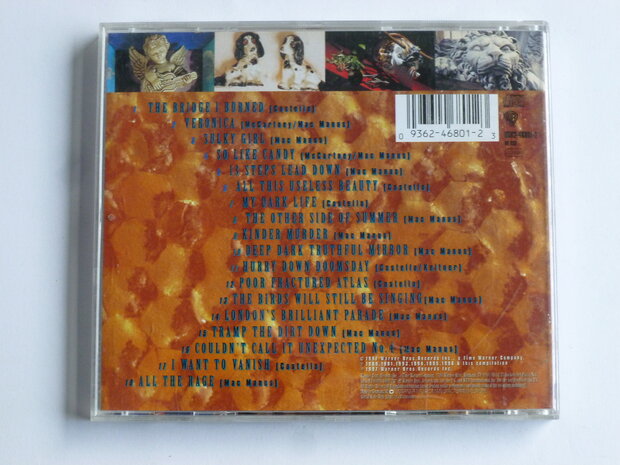 1. THE BRIDGE I BURNED [Costello]
2. VERONICA [McCartney/Mac Manus]
3. SULKY GIRL [Mac Manus]
4. SO LIKE CANDY [McCartney/Mac Manus]
5. 13 STEPS LEAD DOWN [Mac Manus]
6. ALL THIS USELESS BEAUTY [Costello]
7. MY DARK LIFE [Costello]
8. THE OTHER SIDE OF SUMMER [Mac Manus]
9. KINDER MURDER [Mac Manus]
10. DEEP DARK TRUTHFUL MIRROR [Mac Manus]
11. HURRY DOWN DOOMSDAY [Costello/Keltner]
12. POOR FRACTURED ATLAS [Costello]
13. THE BIRDS WILL STILL BE SINGING [Mac Manus]
14. LONDON'S BRILLIANT PARADE [Mac Manus]
15. TRAMP THE DIRT DOWN [Mac Manus]
16. COULDN'T CALL IT UNEXPECTED No.4 [Mac Manus]
17. I WANT TO VANISH [Costello]
18. ALL THE RAGE [Mac Manus]
0 93624-46801-2 3